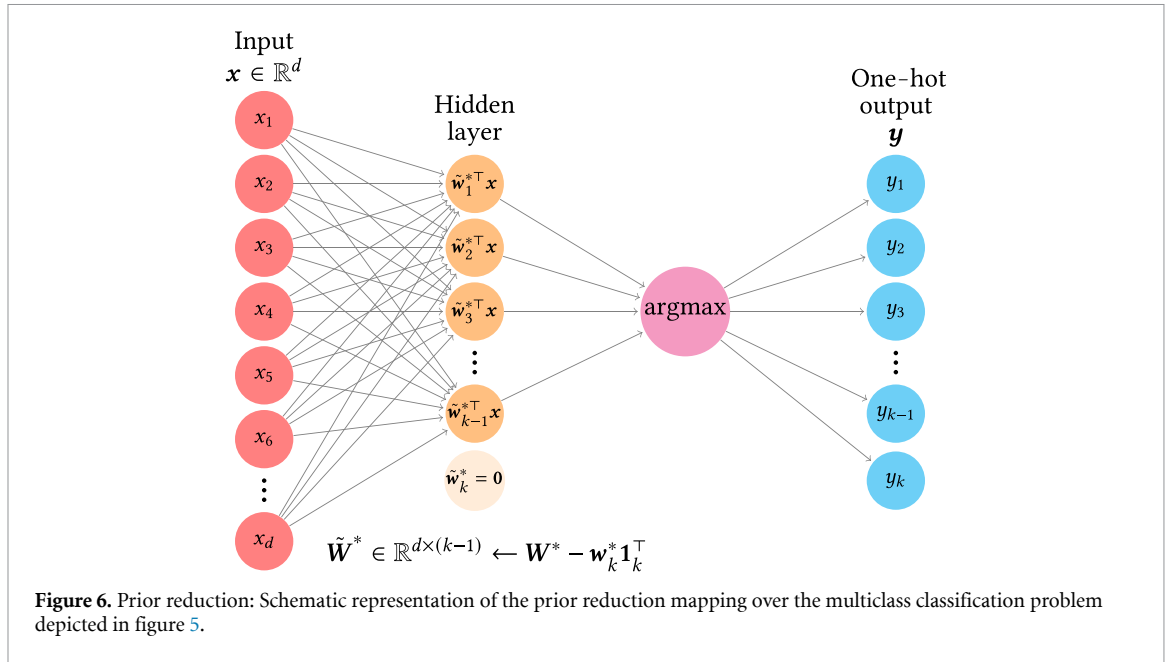 Input
x ∈ ℝ^d
x_1
x_2
x_3
x_4
x_5
x_6
⋮
x_d
Hidden
layer
w̃_1^{*⊤} x
w̃_2^{*⊤} x
w̃_3^{*⊤} x
⋮
w̃_{k−1}^{*⊤} x
w̃_k^* = 0
argmax
One-hot
output
y
y_1
y_2
y_3
⋮
y_{k−1}
y_k
W̃^* ∈ ℝ^{d×(k−1)} ← W^* − w_k^* 1_k^⊤
Figure 6. Prior reduction: Schematic representation of the prior reduction mapping over the multiclass classification problem
depicted in figure 5.